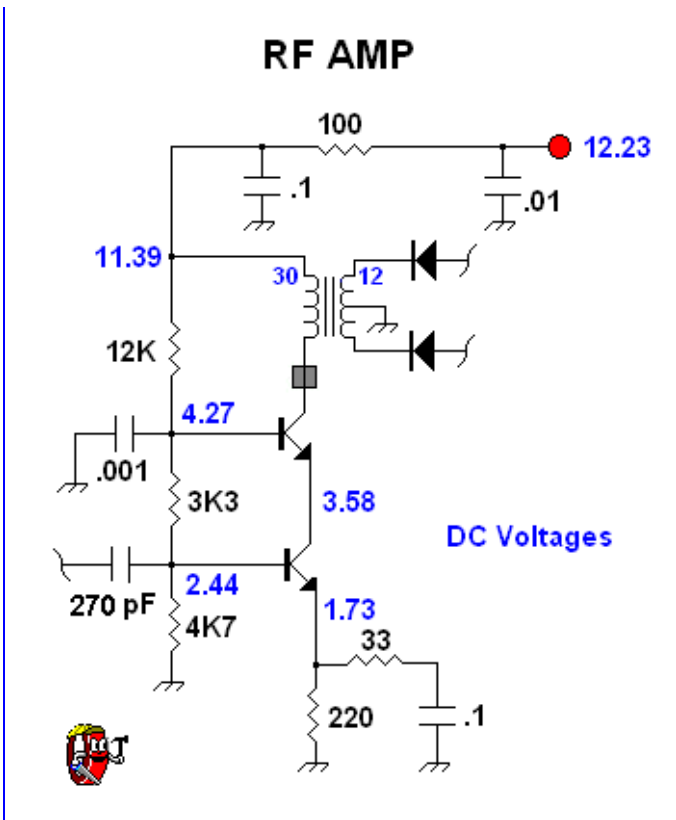 RF AMP
100
12.23
.1
.01
11.39
30
12
12K
4.27
.001
3K3
3.58
DC Voltages
2.44
270 pF
1.73
4K7
33
220
.1